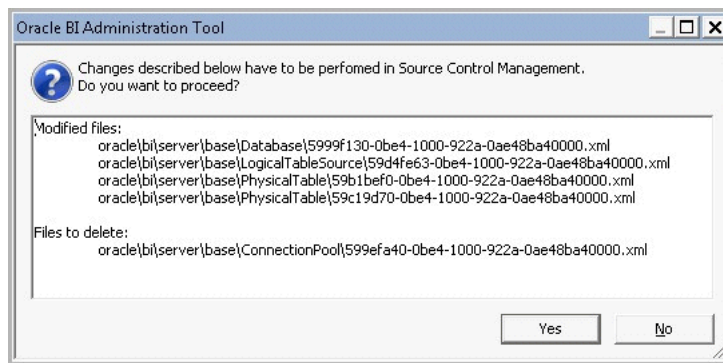 Oracle BI Administration Tool
Changes described below have to be perfomed in Source Control Management.
Do you want to proceed?
Modified files:
oracle\bi\server\base\Database\5999f130-0be4-1000-922a-0ae48ba40000.xml
oracle\bi\server\base\LogicalTableSource\59d4fe63-0be4-1000-922a-0ae48ba40000.xml
oracle\bi\server\base\PhysicalTable\59b1bef0-0be4-1000-922a-0ae48ba40000.xml
oracle\bi\server\base\PhysicalTable\59c19d70-0be4-1000-922a-0ae48ba40000.xml
Files to delete:
oracle\bi\server\base\ConnectionPool\599efa40-0be4-1000-922a-0ae48ba40000.xml
Yes No